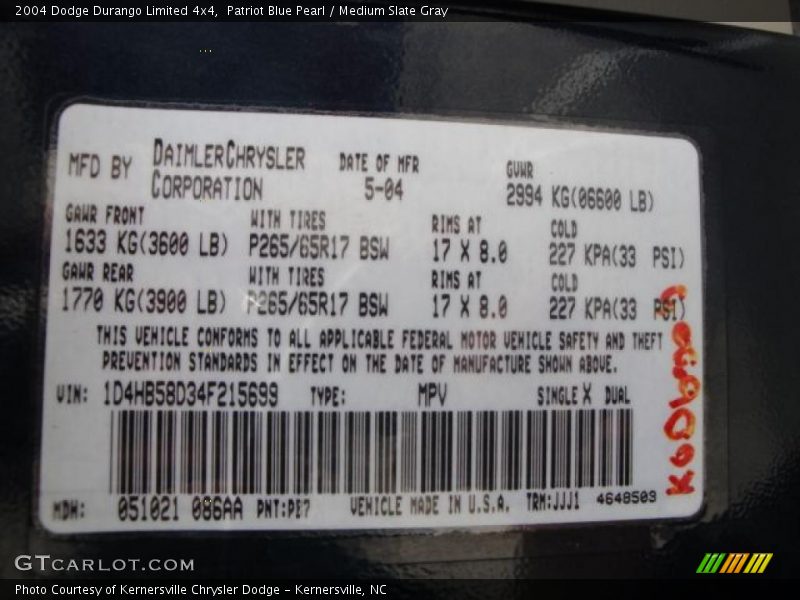 2004 Dodge Durango Limited 4x4,  Patriot Blue Pearl / Medium Slate Gray
MFD BY DAIMLERCHRYSLER CORPORATION DATE OF MFR 5-04 GVWR 2994 KG(06600 LB)
GAWR FRONT WITH TIRES RIMS AT COLD
1633 KG(3600 LB) P265/65R17 BSW 17 X 8.0 227 KPA(33 PSI)
GAWR REAR WITH TIRES RIMS AT COLD
1770 KG(3900 LB) P265/65R17 BSW 17 X 8.0 227 KPA(33 PSI)
THIS VEHICLE CONFORMS TO ALL APPLICABLE FEDERAL MOTOR VEHICLE SAFETY AND THEFT
PREVENTION STANDARDS IN EFFECT ON THE DATE OF MANUFACTURE SHOWN ABOVE.
VIN: 1D4HB58D34F215699 TYPE: MPV SINGLE X DUAL
MDH: 051021 086AA PNT:PB7 VEHICLE MADE IN U.S.A. TRM:JJJ1 4648503
GTCARLOT.COM
Photo Courtesy of Kernersville Chrysler Dodge - Kernersville, NC